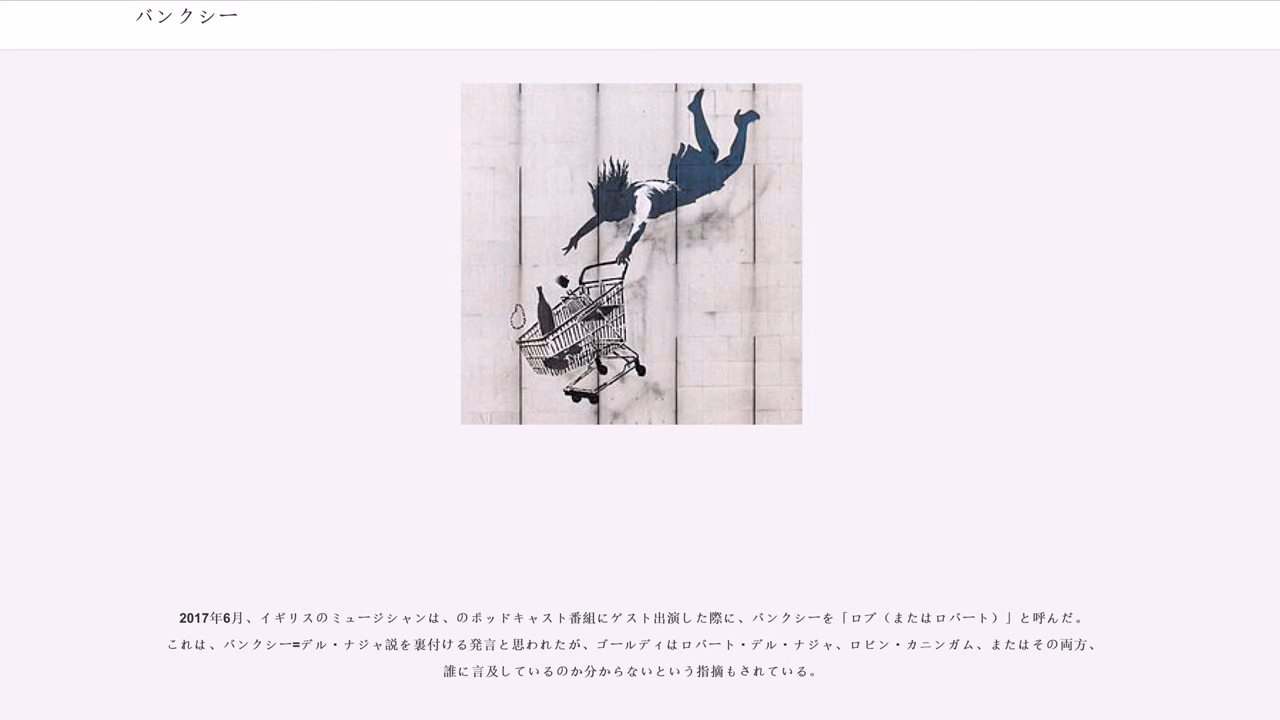 バンクシー
2017年6月、イギリスのミュージシャンは、のポッドキャスト番組にゲスト出演した際に、バンクシーを「ロブ（またはロバート）」と呼んだ。
これは、バンクシー=デル・ナジャ説を裏付ける発言と思われたが、ゴールディはロバート・デル・ナジャ、ロビン・カニンガム、またはその両方、
誰に言及しているのか分からないという指摘もされている。